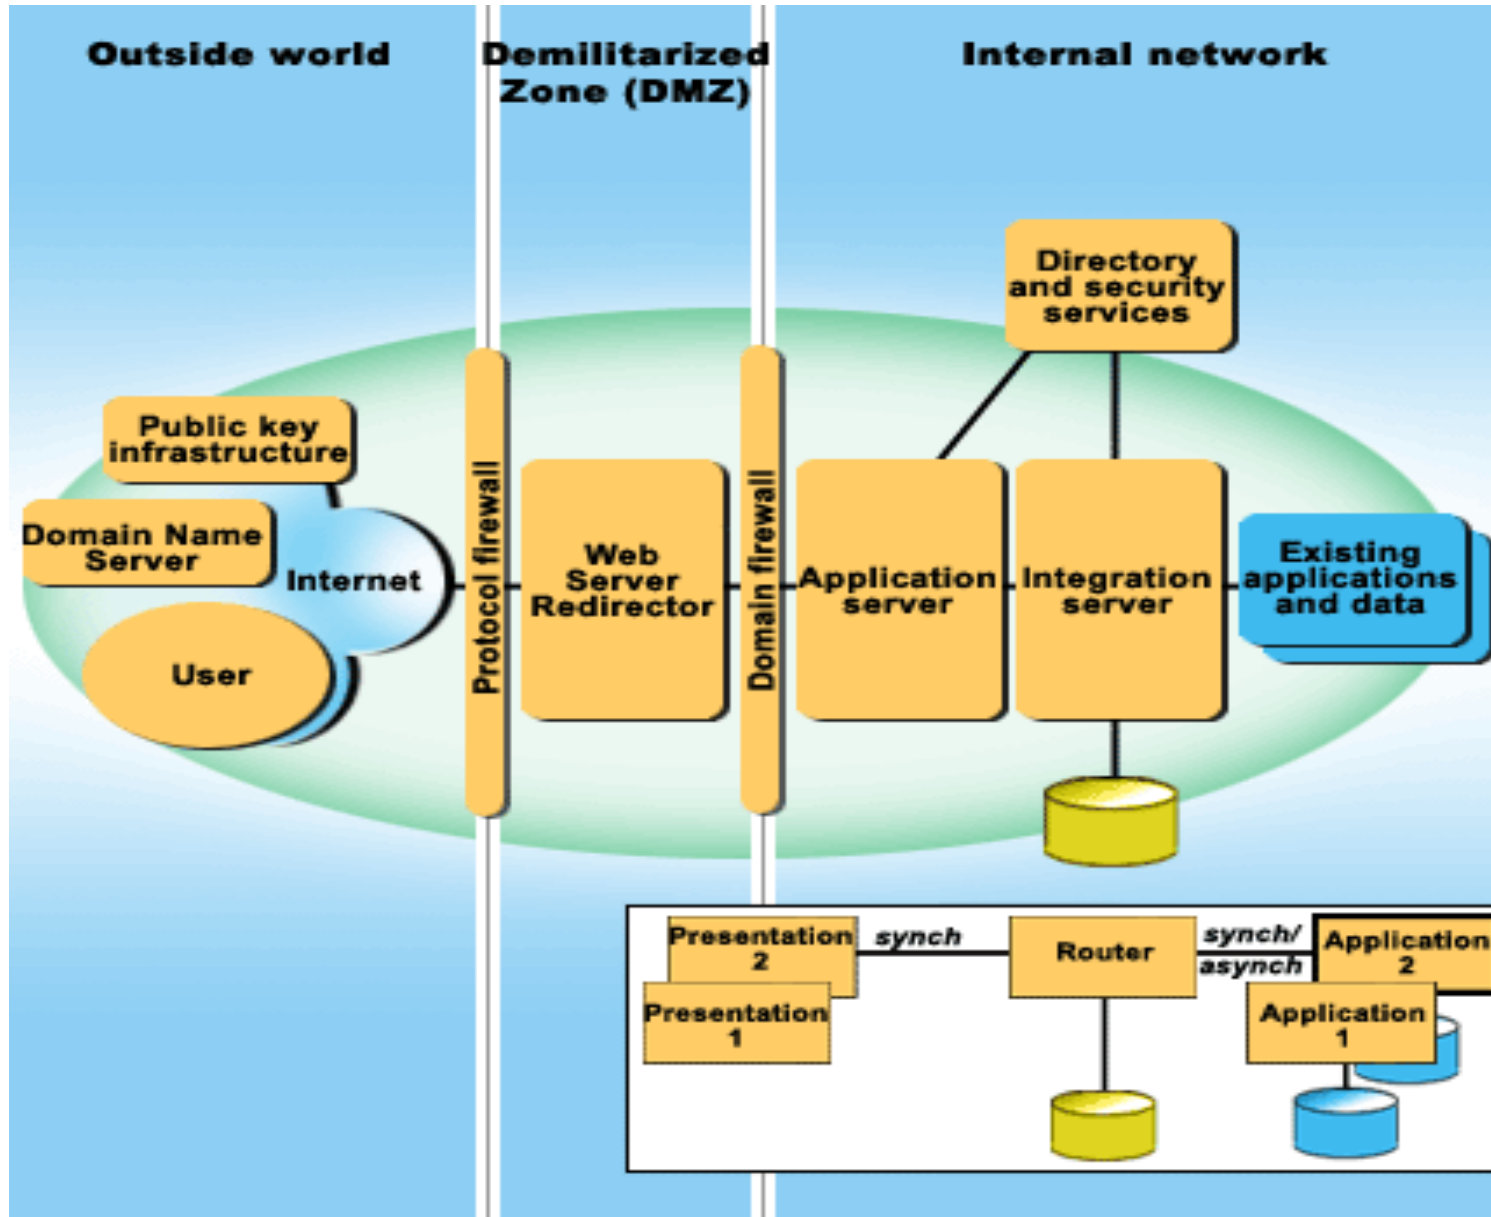 Outside world
Demilitarized
Zone (DMZ)
Internal network
Directory
and security
services
Public key
infrastructure
Domain Name
Server
Internet
User
Protocol firewall
Web
Server
Redirector
Domain firewall
Application
server
Integration
server
Existing
applications
and data
Presentation
2
synch
Router
synch/
asynch
Application
2
Presentation
1
Application
1